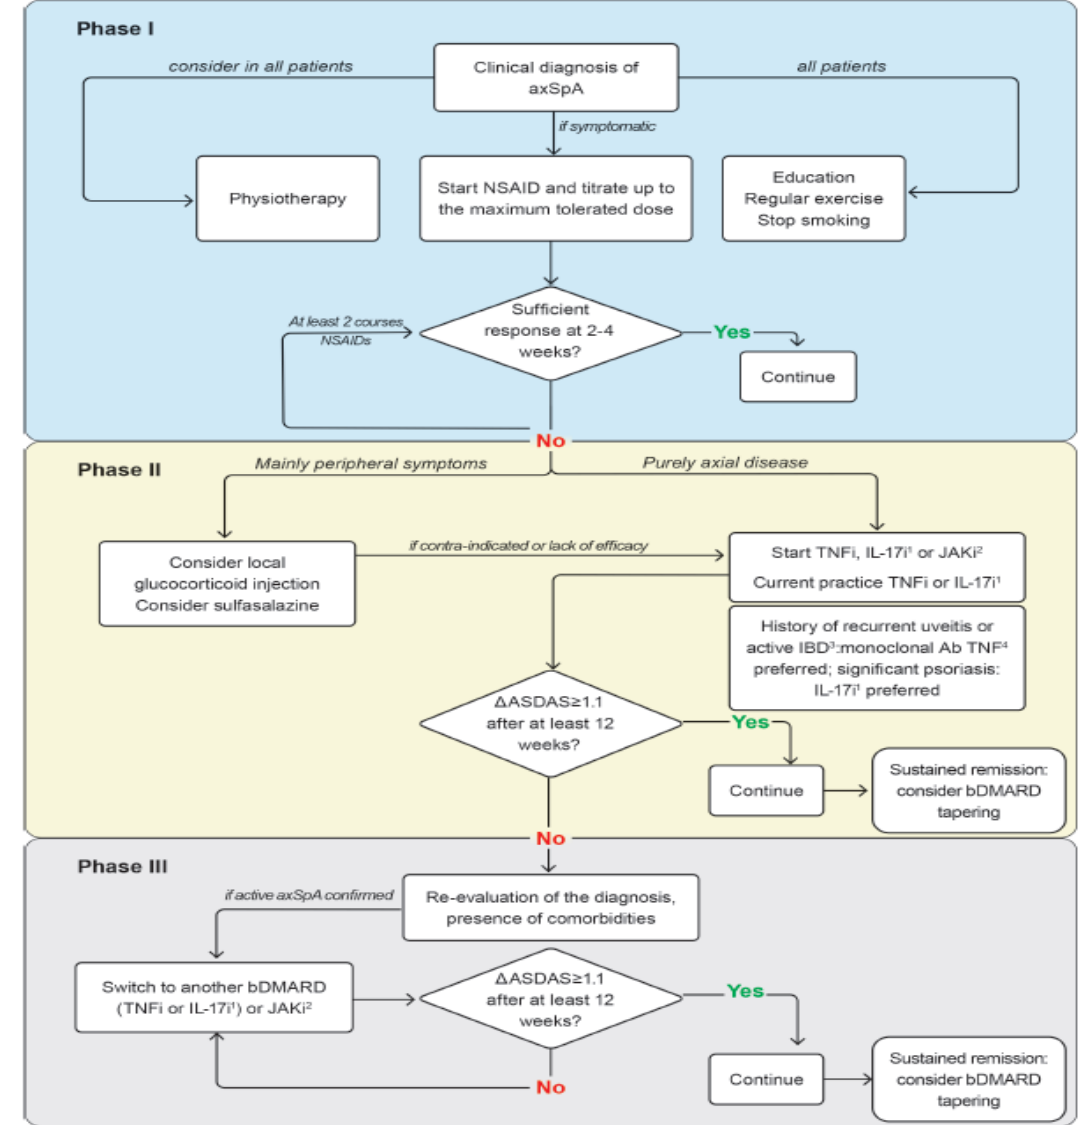 Phase I
consider in all patients
Clinical diagnosis of
axSpA
all patients
if symptomatic
Physiotherapy
Start NSAID and titrate up to
the maximum tolerated dose
Education
Regular exercise
Stop smoking
At least 2 courses
NSAIDs
Sufficient
response at 2-4
weeks?
Yes
Continue
No
Phase II
Mainly peripheral symptoms
Purely axial disease
Consider local
glucocorticoid injection
Consider sulfasalazine
if contra-indicated or lack of efficacy
Start TNFi, IL-17i¹ or JAKi²
Current practice TNFi or IL-17i¹
History of recurrent uveitis or
active IBD³:monoclonal Ab TNF⁴
preferred; significant psoriasis:
IL-17i¹ preferred
ΔASDAS≥1.1
after at least 12
weeks?
Yes
Continue
Sustained remission:
consider bDMARD
tapering
No
Phase III
if active axSpA confirmed
Re-evaluation of the diagnosis,
presence of comorbidities
Switch to another bDMARD
(TNFi or IL-17i¹) or JAKi²
ΔASDAS≥1.1
after at least 12
weeks?
Yes
Continue
Sustained remission:
consider bDMARD
tapering
No